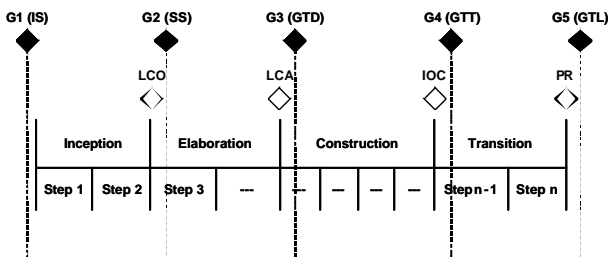 G1 (IS) G2 (SS) G3 (GTD) G4 (GTT) G5 (GTL)
LCO LCA IOC PR
Inception Elaboration Construction Transition
Step 1 Step 2 Step 3 --- --- --- --- --- Step n-1 Step n